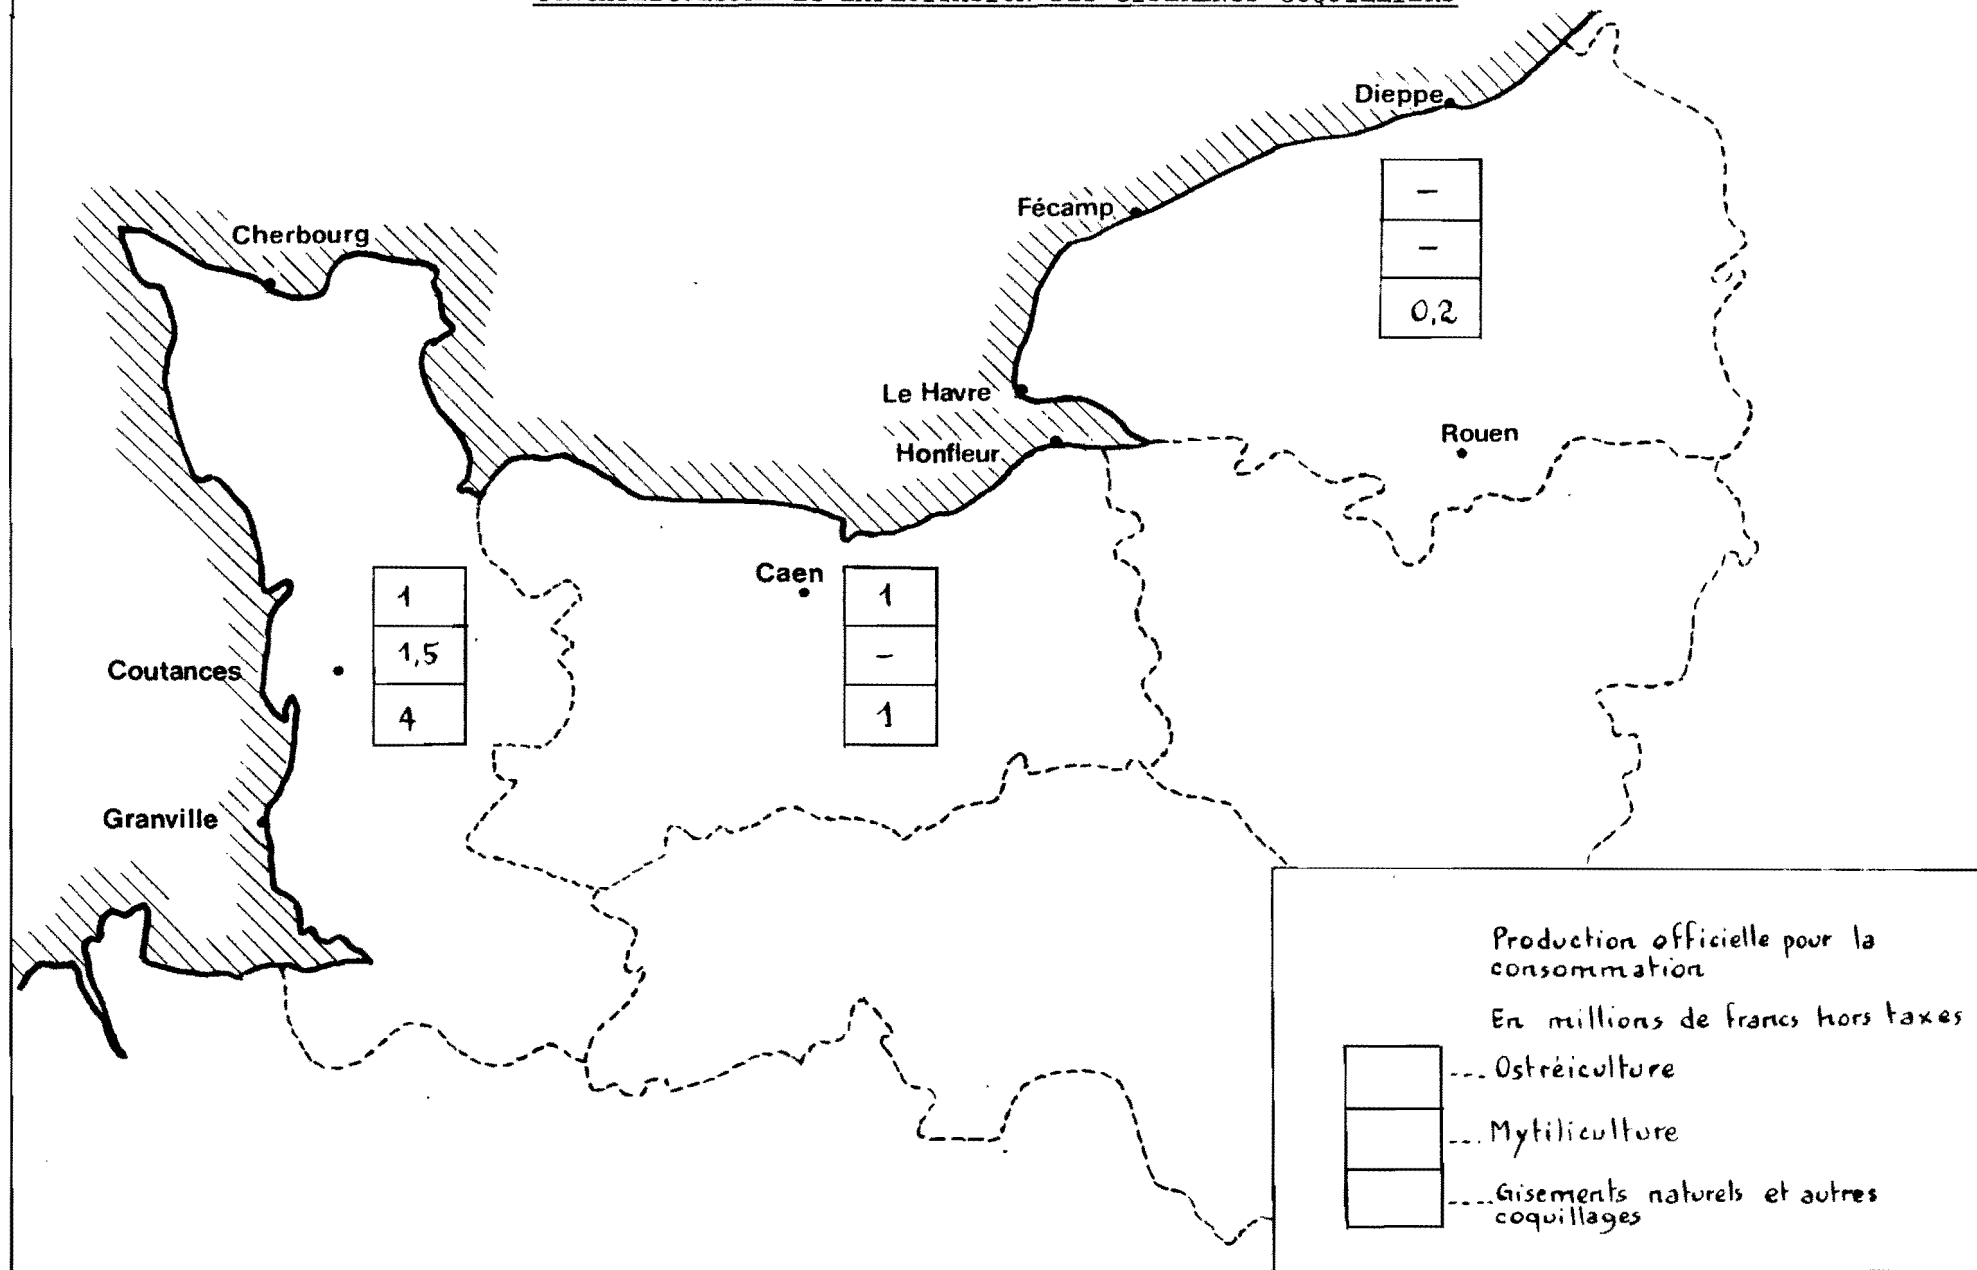 Dieppe
Fécamp
Cherbourg
Le Havre
Honfleur
Rouen
Caen
Coutances
Granville
–
–
0,2
1
1,5
4
1
–
1
Production officielle pour la
consommation
En millions de francs hors taxes
Ostréiculture
Mytiliculture
Gisements naturels et autres
coquillages